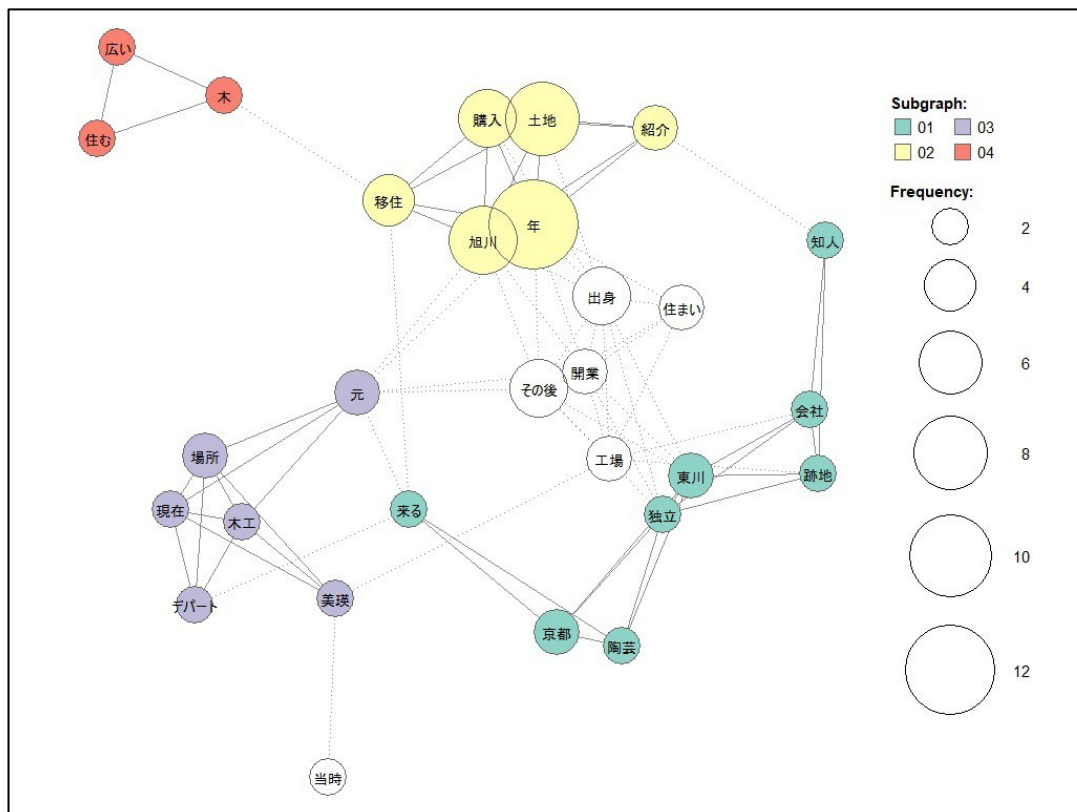 広い
木
住む
購入
土地
紹介
移住
旭川
年
知人
出身
住まい
開業
その後
元
場所
現在
木工
デパート
美瑛
来る
工場
東川
独立
会社
跡地
京都
陶芸
当時
Subgraph:
01 03
02 04
Frequency:
2
4
6
8
10
12